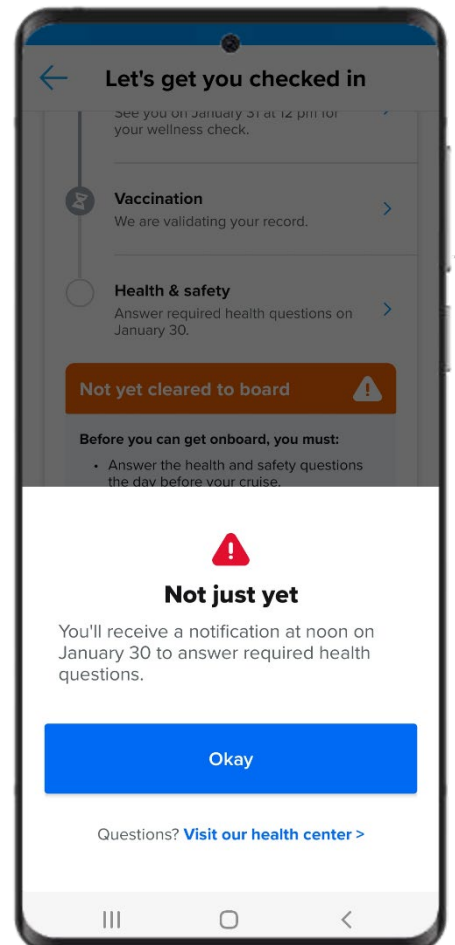 Let's get you checked in
See you on January 31 at 12 pm for
your wellness check.
Vaccination
We are validating your record.
Health & safety
Answer required health questions on
January 30.
Not yet cleared to board
Before you can get onboard, you must:
• Answer the health and safety questions
the day before your cruise.
Not just yet
You'll receive a notification at noon on
January 30 to answer required health
questions.
Okay
Questions? Visit our health center >